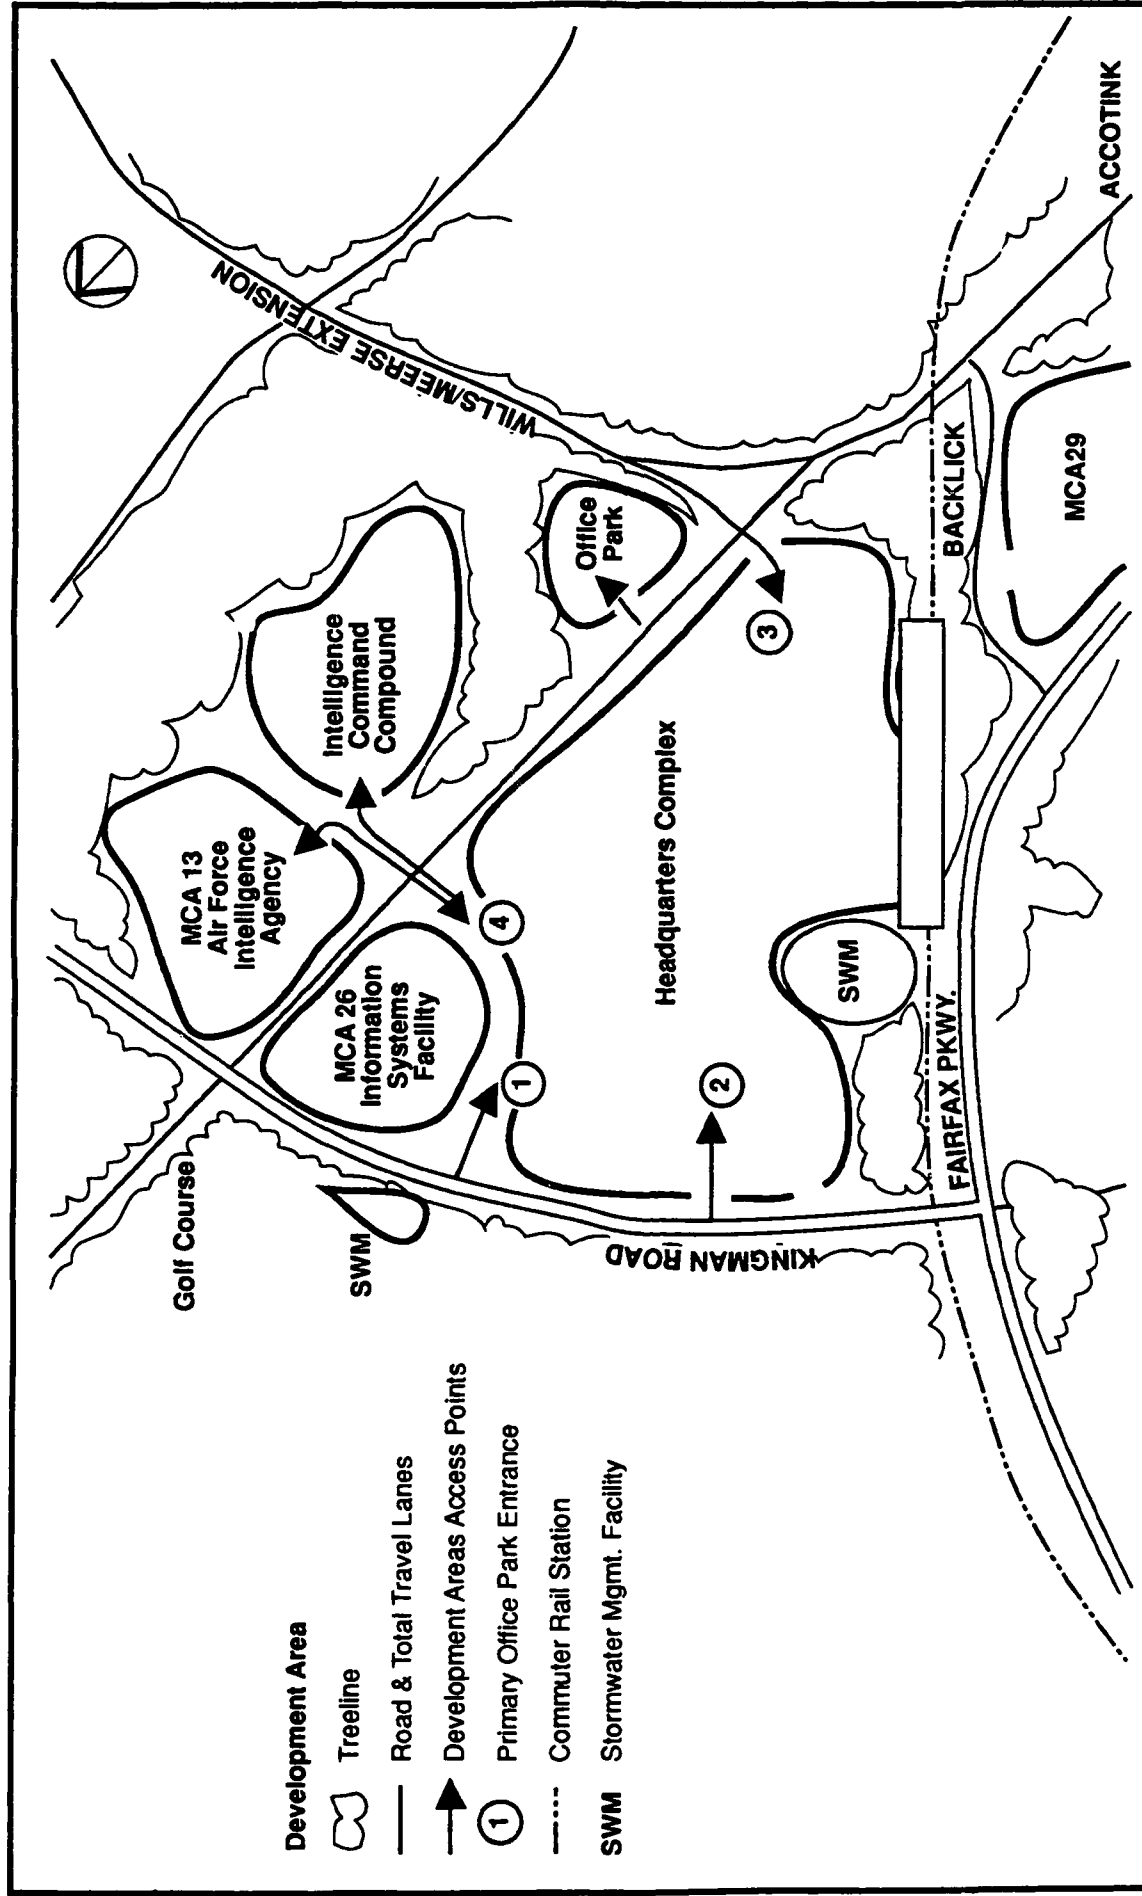 Development Area
Treeline
Road & Total Travel Lanes
Development Areas Access Points
1
Primary Office Park Entrance
Commuter Rail Station
SWM
Stormwater Mgmt. Facility
Golf Course
SWM
KINGMAN ROAD
MCA 13
Air Force
Intelligence
Agency
MCA 26
Information
Systems
Facility
Intelligence
Command
Compound
Office
Park
WILLS/MEERSE EXTENSION
1
2
3
4
Headquarters Complex
SWM
FAIRFAX PKWY.
BACKLICK
MCA29
ACCOTINK